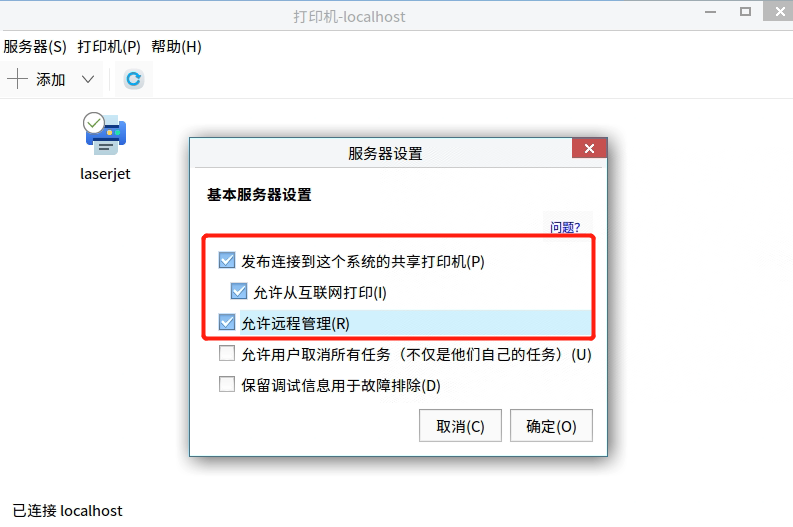 打印机-localhost
服务器(S) 打印机(P) 帮助(H)
添加
laserjet
服务器设置
基本服务器设置
问题?
发布连接到这个系统的共享打印机(P)
允许从互联网打印(I)
允许远程管理(R)
允许用户取消所有任务（不仅是他们自己的任务）(U)
保留调试信息用于故障排除(D)
取消(C) 确定(O)
已连接 localhost